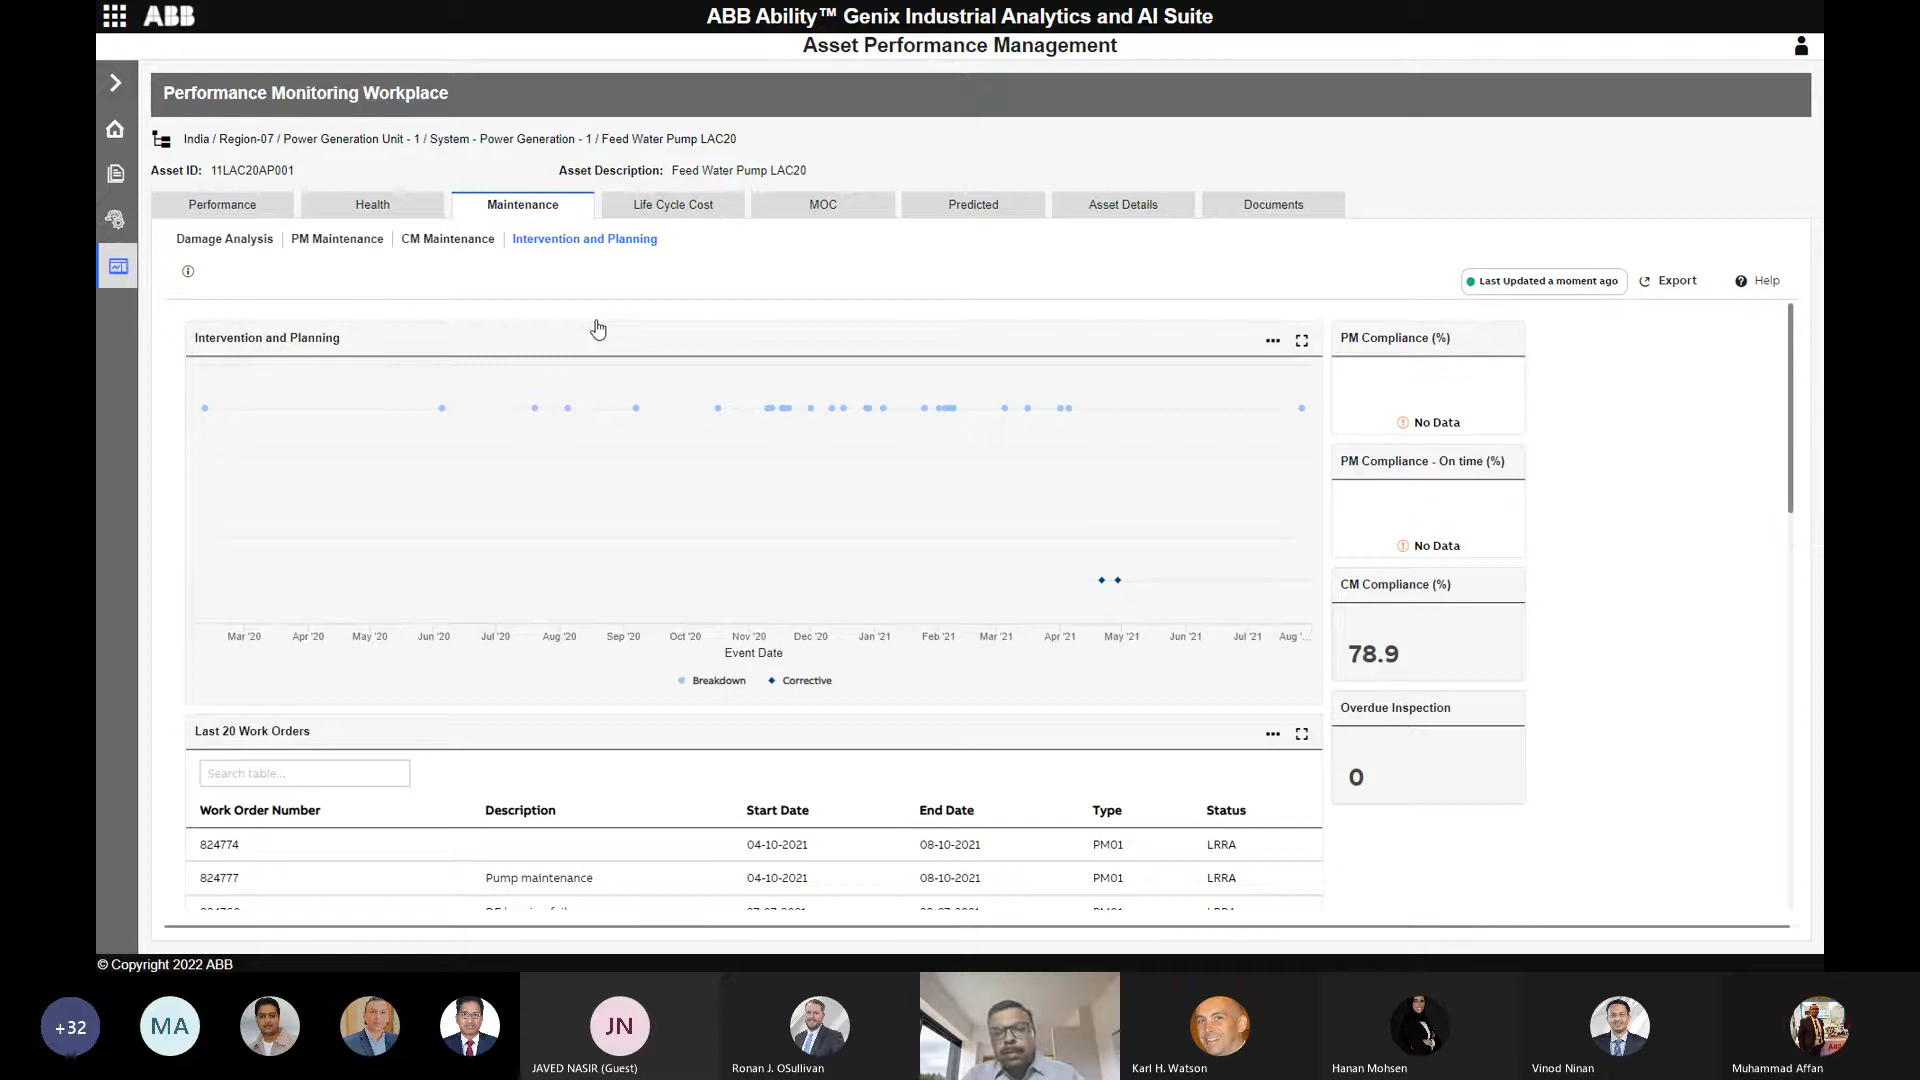 ABB
ABB Ability™ Genix Industrial Analytics and AI Suite
Asset Performance Management
Performance Monitoring Workplace
India / Region-07 / Power Generation Unit - 1 / System - Power Generation - 1 / Feed Water Pump LAC20
Asset ID: 11LAC20AP001 Asset Description: Feed Water Pump LAC20
Performance Health Maintenance Life Cycle Cost MOC Predicted Asset Details Documents
Damage Analysis PM Maintenance CM Maintenance Intervention and Planning
Last Updated a moment ago Export Help
Intervention and Planning
Mar '20 Apr '20 May '20 Jun '20 Jul '20 Aug '20 Sep '20 Oct '20 Nov '20 Dec '20 Jan '21 Feb '21 Mar '21 Apr '21 May '21 Jun '21 Jul '21 Aug '...
Event Date
Breakdown Corrective
PM Compliance (%)
No Data
PM Compliance - On time (%)
No Data
CM Compliance (%)
78.9
Overdue Inspection
0
Last 20 Work Orders
Search table...
Work Order Number Description Start Date End Date Type Status
824774 04-10-2021 08-10-2021 PM01 LRRA
824777 Pump maintenance 04-10-2021 08-10-2021 PM01 LRRA
© Copyright 2022 ABB
+32 MA JN
JAVED NASIR (Guest) Ronan J. OSullivan Karl H. Watson Hanan Mohsen Vinod Ninan Muhammad Affan